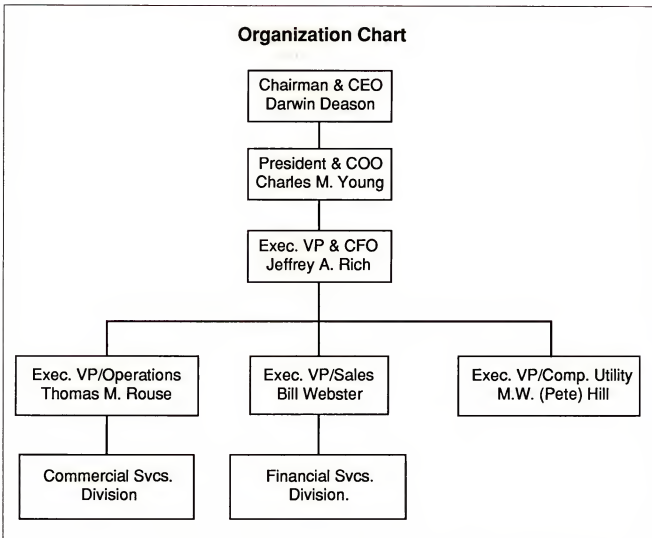 Organization Chart
Chairman & CEO
Darwin Deason
President & COO
Charles M. Young
Exec. VP & CFO
Jeffrey A. Rich
Exec. VP/Operations
Thomas M. Rouse
Exec. VP/Sales
Bill Webster
Exec. VP/Comp. Utility
M.W. (Pete) Hill
Commercial Svcs.
Division
Financial Svcs.
Division.